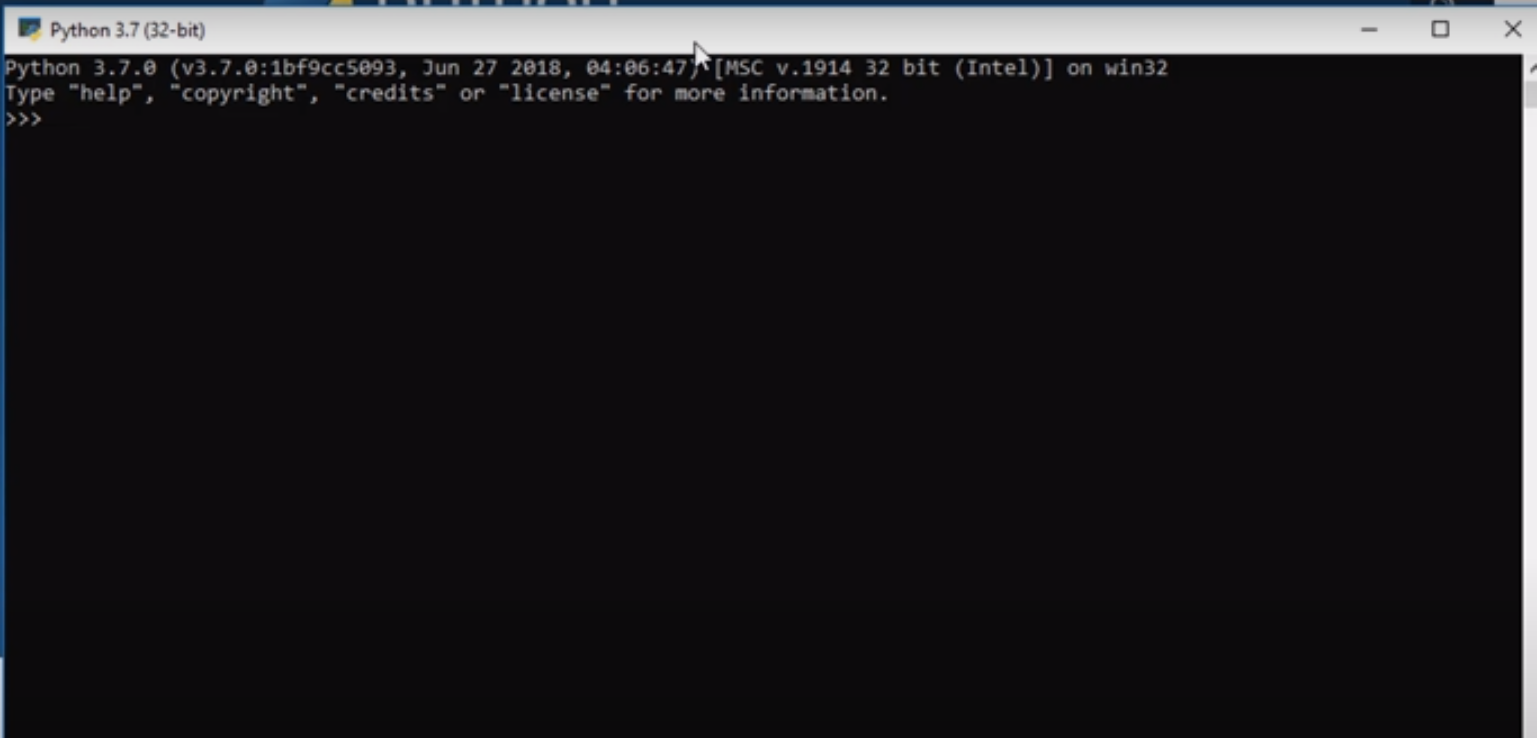 Python 3.7 (32-bit)
Python 3.7.0 (v3.7.0:1bf9cc5093, Jun 27 2018, 04:06:47) [MSC v.1914 32 bit (Intel)] on win32
Type "help", "copyright", "credits" or "license" for more information.
>>>